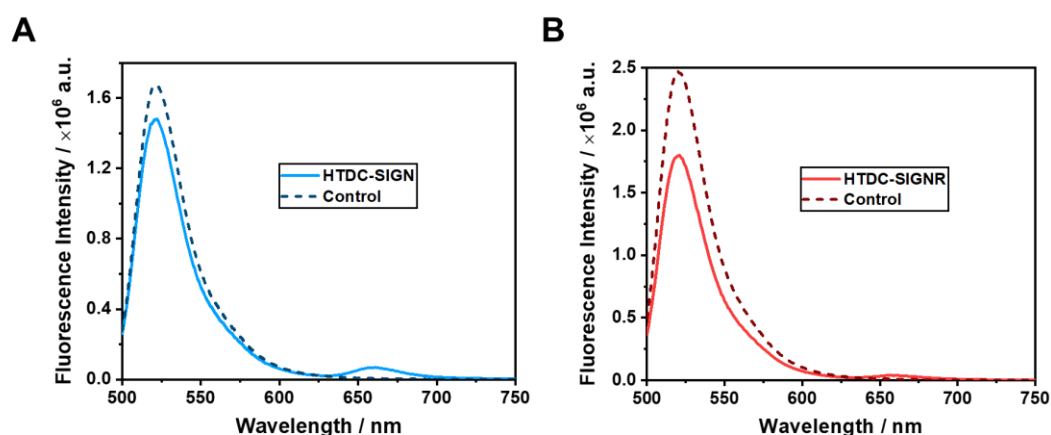 A
Fluorescence Intensity / ×10⁶ a.u.
1.6
1.2
0.8
0.4
0.0
HTDC-SIGN
Control
500 550 600 650 700 750
Wavelength / nm
B
Fluorescence Intensity / ×10⁶ a.u.
2.5
2.0
1.5
1.0
0.5
0.0
HTDC-SIGNR
Control
500 550 600 650 700 750
Wavelength / nm